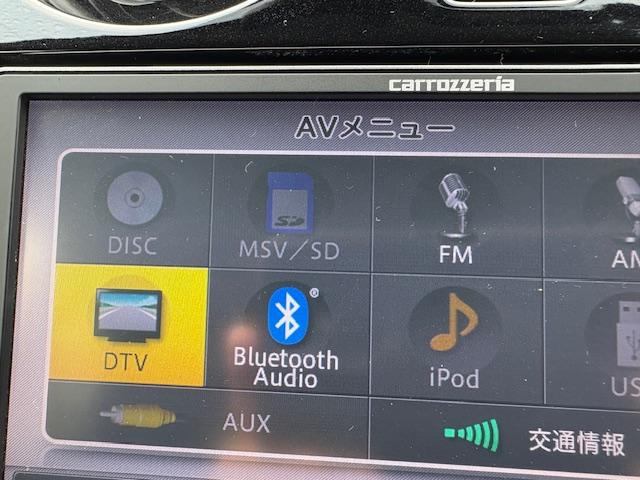 carrozzeria
AVメニュー
DISC
MSV／SD
FM
AM
DTV
Bluetooth
Audio
iPod
AUX
交通情報